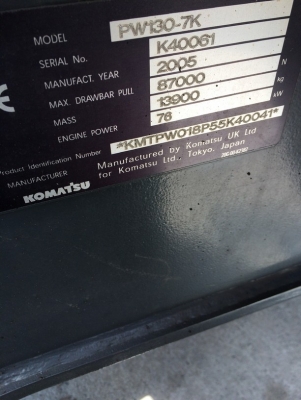 MODEL PW130-7K
SERIAL No. K40061
MANUFACT. YEAR 2005
MAX. DRAWBAR PULL 87000 N
MASS 13900
ENGINE POWER 76 kW
Product Identification Number *KMTPW018P55K40041*
MANUFACTURER Manufactured by Komatsu UK Ltd
for Komatsu Ltd., Tokyo, Japan
KOMATSU